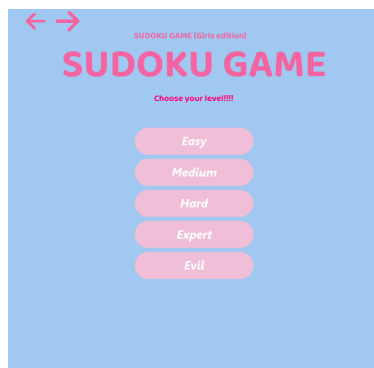 SUDOKU GAME (Girls edition)
SUDOKU GAME
Choose your level!!!!
Easy
Medium
Hard
Expert
Evil